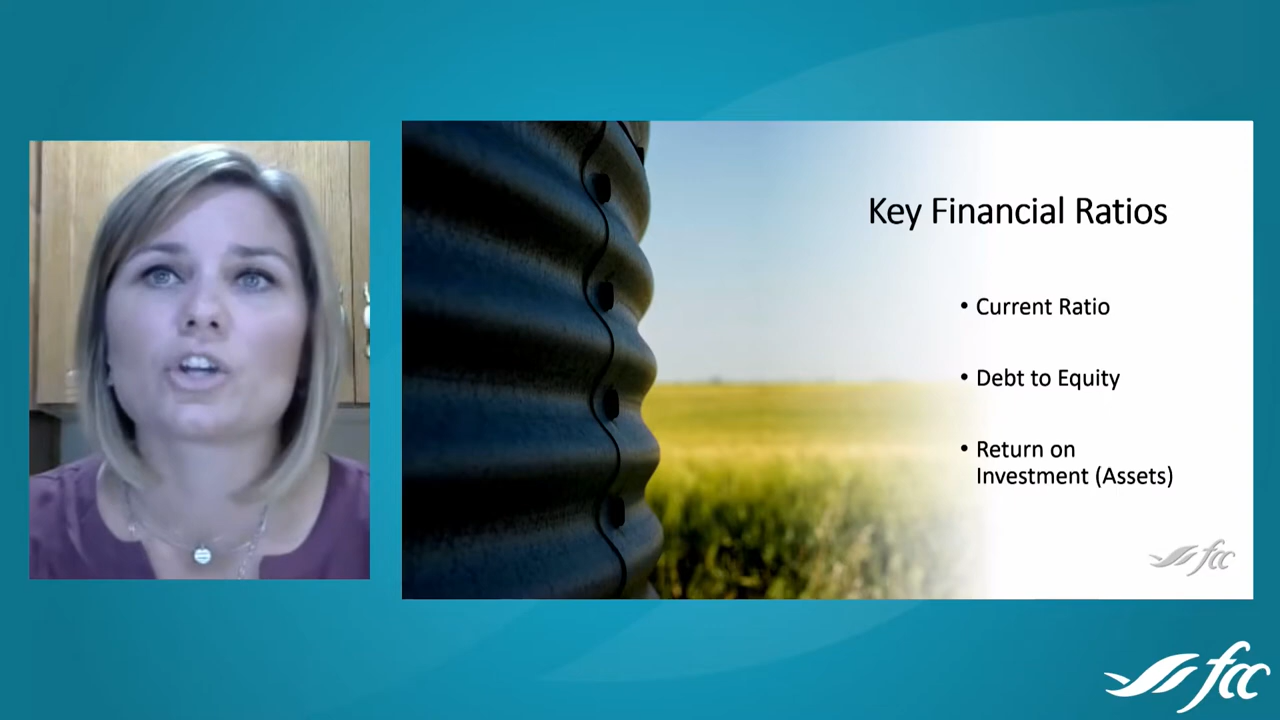 Key Financial Ratios
• Current Ratio
• Debt to Equity
• Return on
Investment (Assets)
fcc
fcc